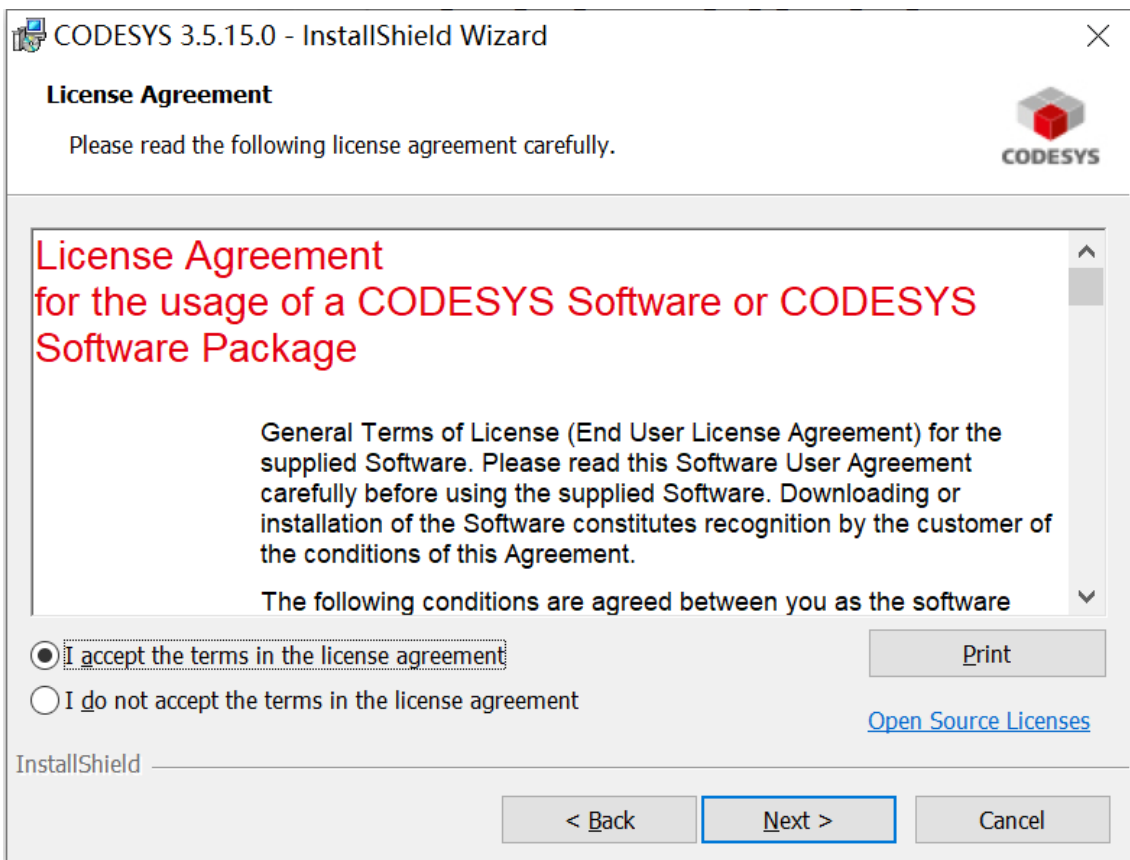 CODESYS 3.5.15.0 - InstallShield Wizard
License Agreement
Please read the following license agreement carefully.
CODESYS
License Agreement
for the usage of a CODESYS Software or CODESYS
Software Package
General Terms of License (End User License Agreement) for the
supplied Software. Please read this Software User Agreement
carefully before using the supplied Software. Downloading or
installation of the Software constitutes recognition by the customer of
the conditions of this Agreement.
The following conditions are agreed between you as the software
I accept the terms in the license agreement
Print
I do not accept the terms in the license agreement
Open Source Licenses
InstallShield
< Back
Next >
Cancel